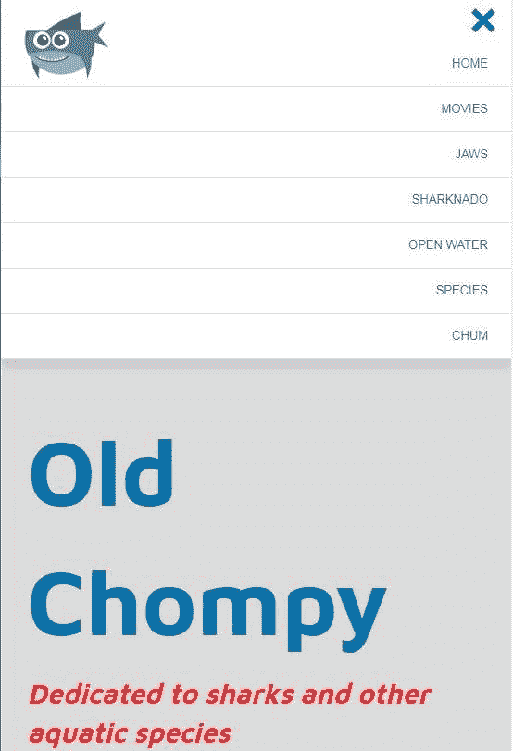 HOME
MOVIES
JAWS
SHARKNADO
OPEN WATER
SPECIES
CHUM
Old
Chompy
Dedicated to sharks and other
aquatic species